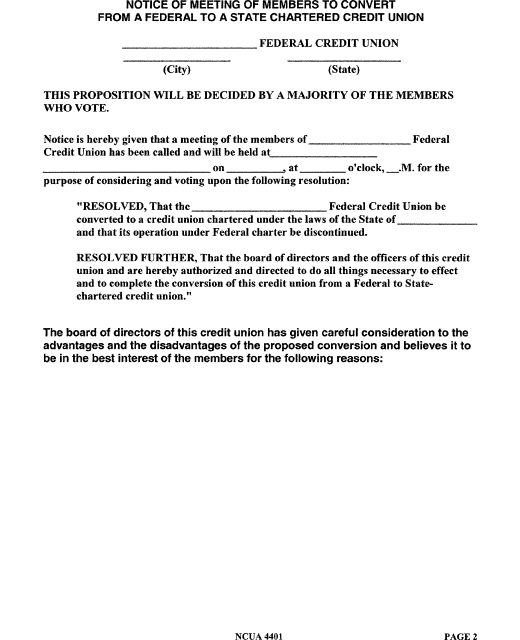 NOTICE OF MEETING OF MEMBERS TO CONVERT
FROM A FEDERAL TO A STATE CHARTERED CREDIT UNION
_________________________ FEDERAL CREDIT UNION
____________________ _____________________
(City) (State)
THIS PROPOSITION WILL BE DECIDED BY A MAJORITY OF THE MEMBERS
WHO VOTE.
Notice is hereby given that a meeting of the members of ___________________ Federal
Credit Union has been called and will be held at____________________
_______________________________ on ___________, at _________ o'clock, __.M. for the
purpose of considering and voting upon the following resolution:
"RESOLVED, That the _________________________ Federal Credit Union be
converted to a credit union chartered under the laws of the State of _______________
and that its operation under Federal charter be discontinued.
RESOLVED FURTHER, That the board of directors and the officers of this credit
union and are hereby authorized and directed to do all things necessary to effect
and to complete the conversion of this credit union from a Federal to State-
chartered credit union."
The board of directors of this credit union has given careful consideration to the
advantages and the disadvantages of the proposed conversion and believes it to
be in the best interest of the members for the following reasons:
NCUA 4401 PAGE 2